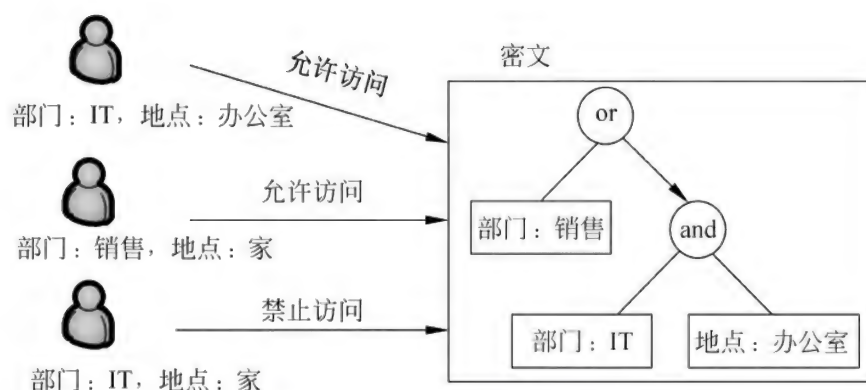 允许访问
密文
部门：IT，地点：办公室
or
允许访问
部门：销售
and
部门：销售，地点：家
禁止访问
部门：IT
地点：办公室
部门：IT，地点：家